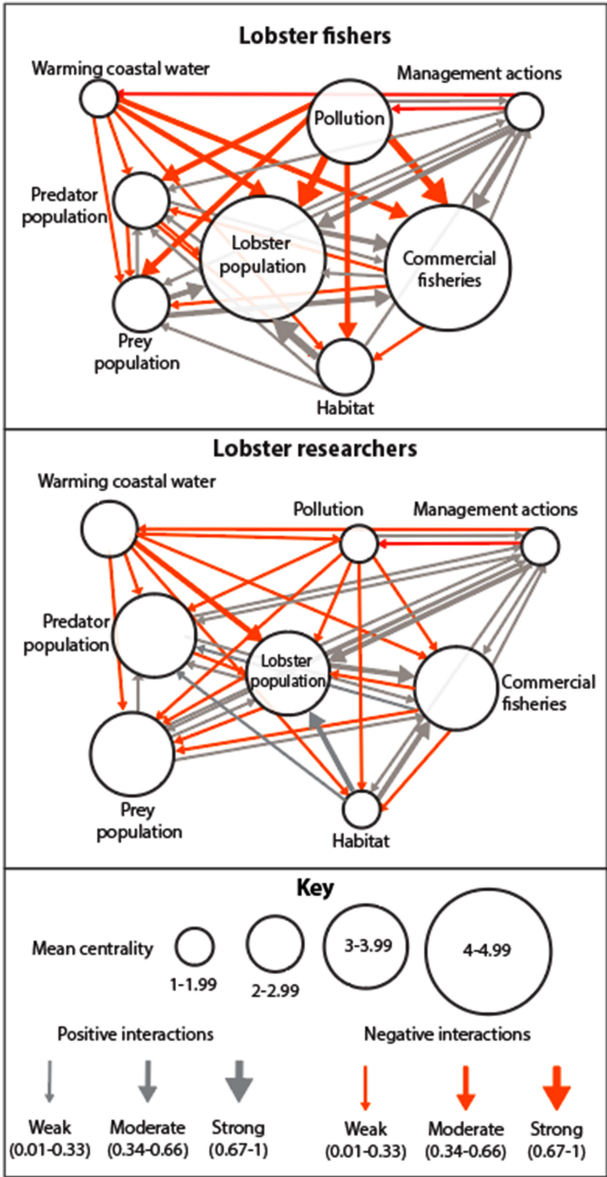 Lobster fishers
Warming coastal water
Management actions
Pollution
Predator
population
Lobster
population
Commercial
fisheries
Prey
population
Habitat
Lobster researchers
Warming coastal water
Pollution
Management actions
Predator
population
Lobster
population
Commercial
fisheries
Prey
population
Habitat
Key
Mean centrality
1-1.99
2-2.99
3-3.99
4-4.99
Positive interactions
Negative interactions
Weak
(0.01-0.33)
Moderate
(0.34-0.66)
Strong
(0.67-1)
Weak
(0.01-0.33)
Moderate
(0.34-0.66)
Strong
(0.67-1)